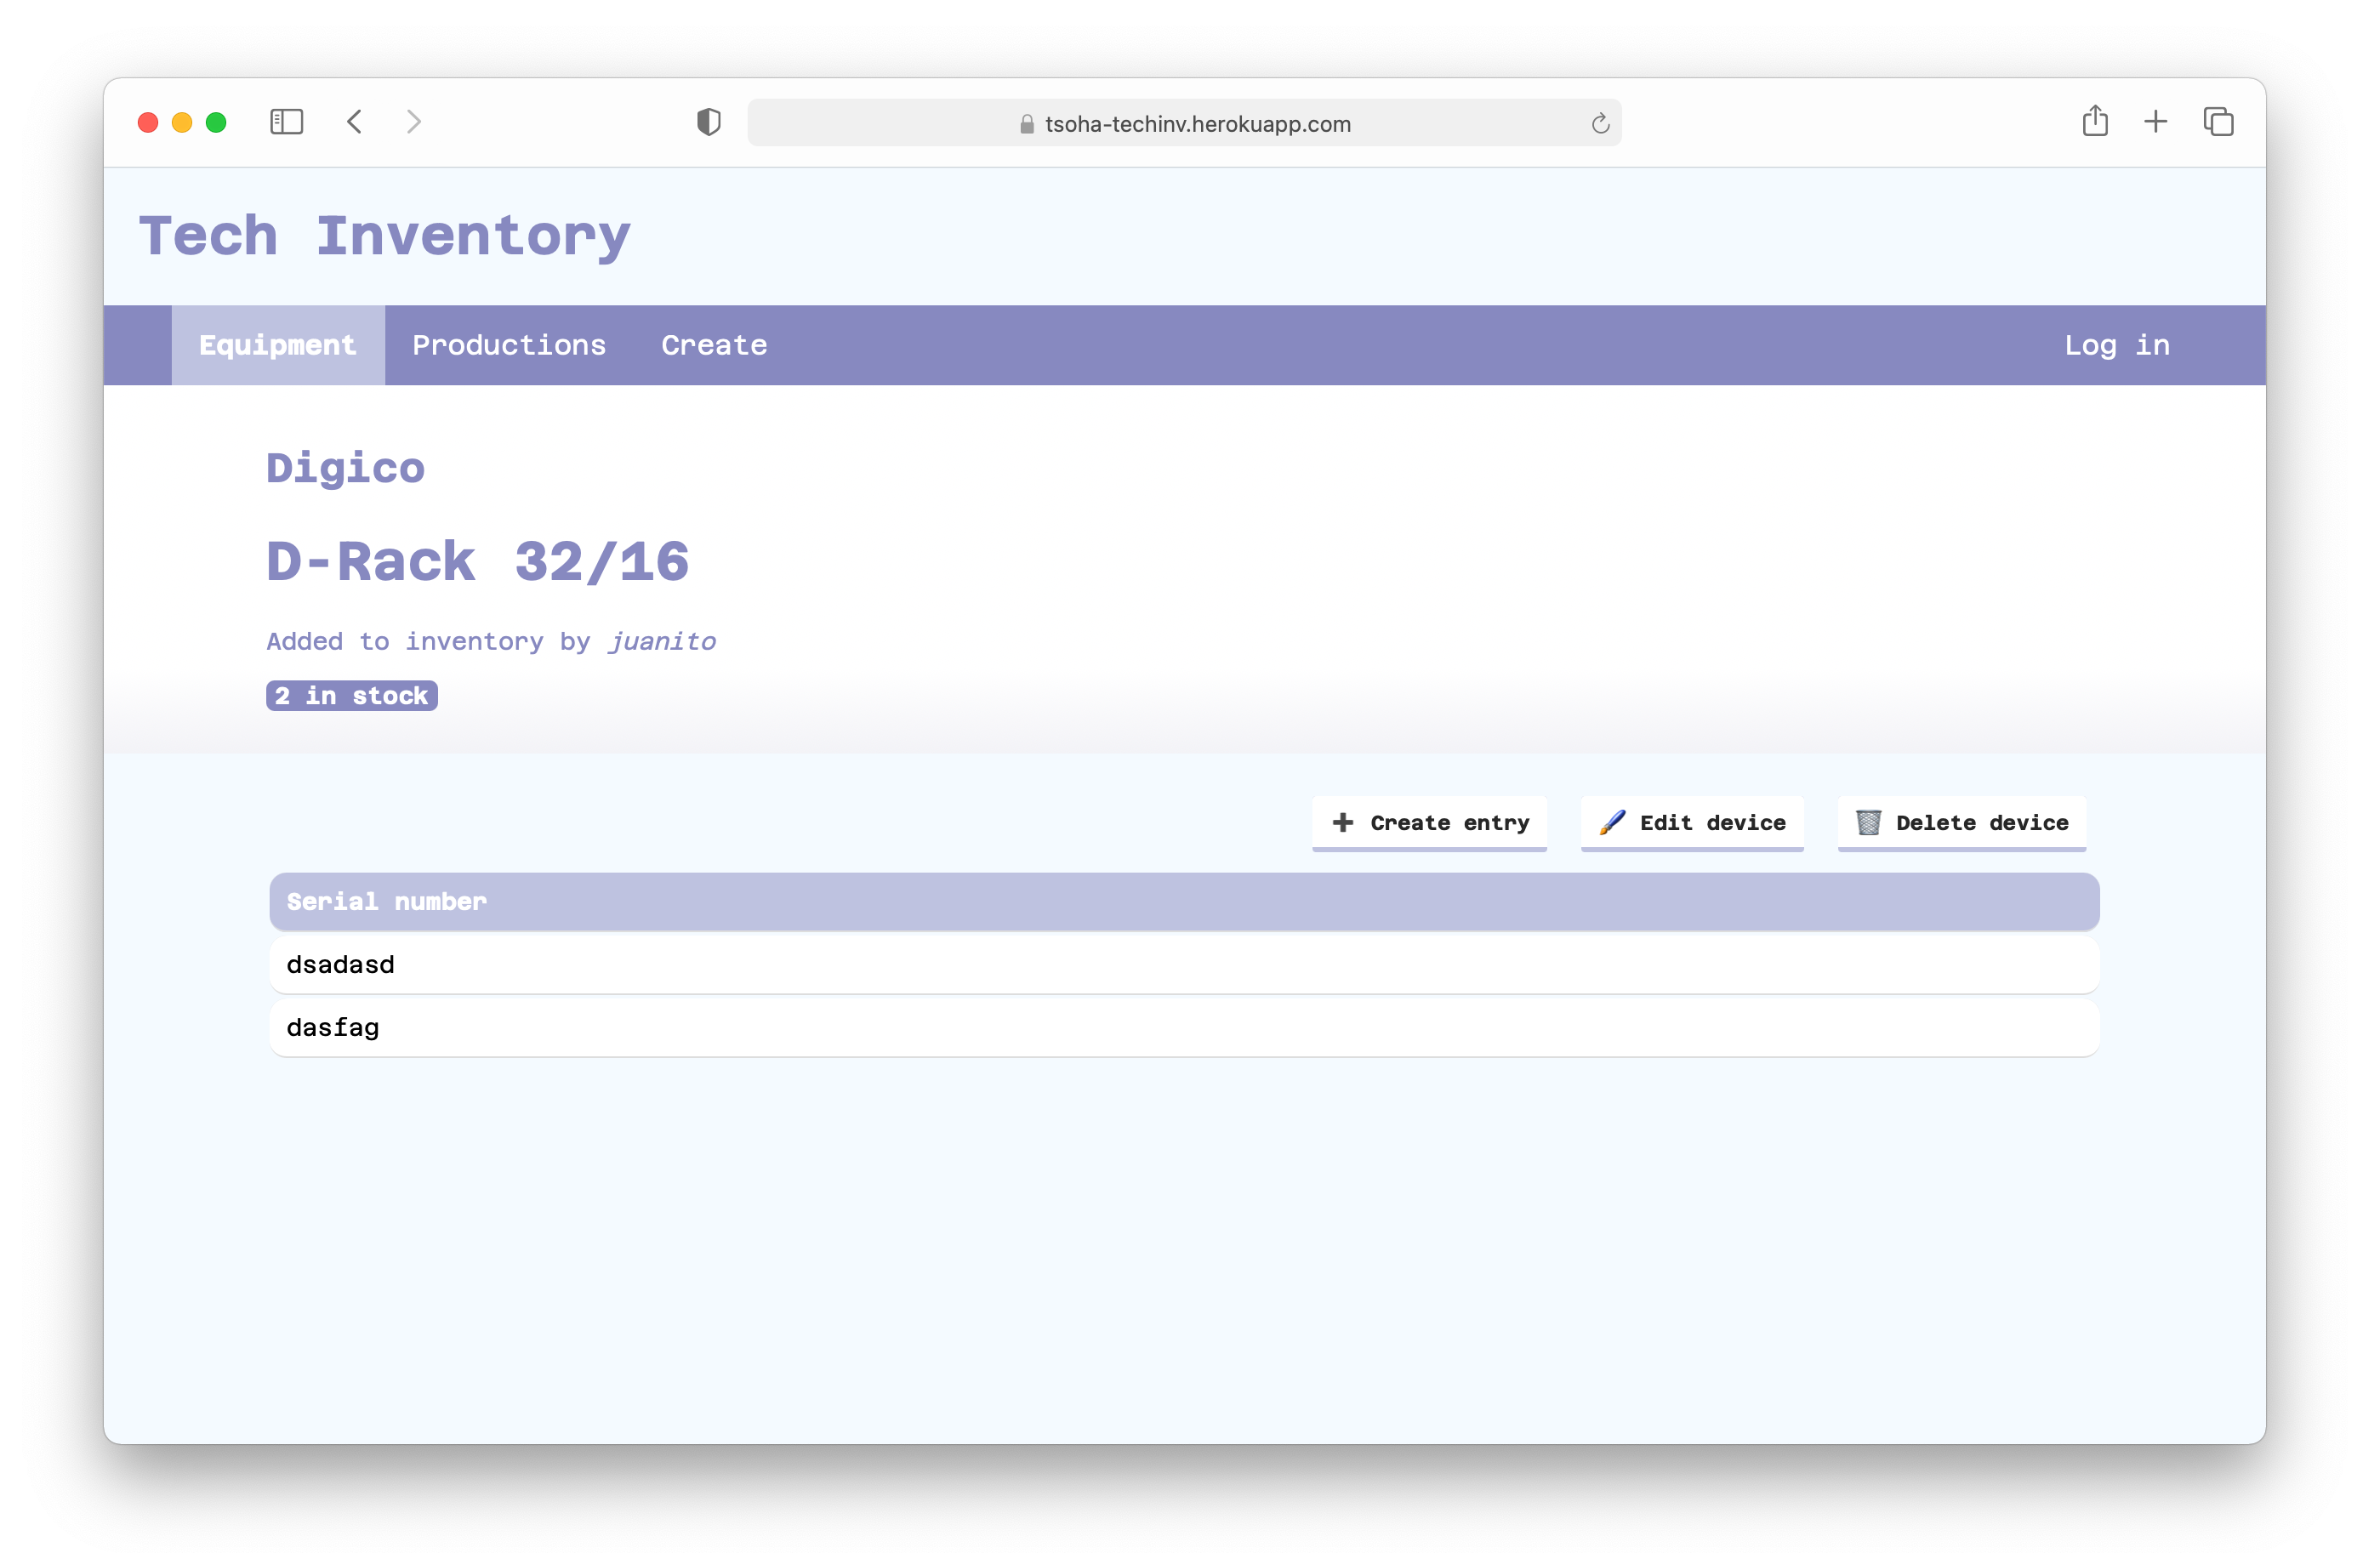 tsoha-techinv.herokuapp.com
Tech Inventory
Equipment Productions Create Log in
Digico
D-Rack 32/16
Added to inventory by juanito
2 in stock
Create entry Edit device Delete device
Serial number
dsadasd
dasfag